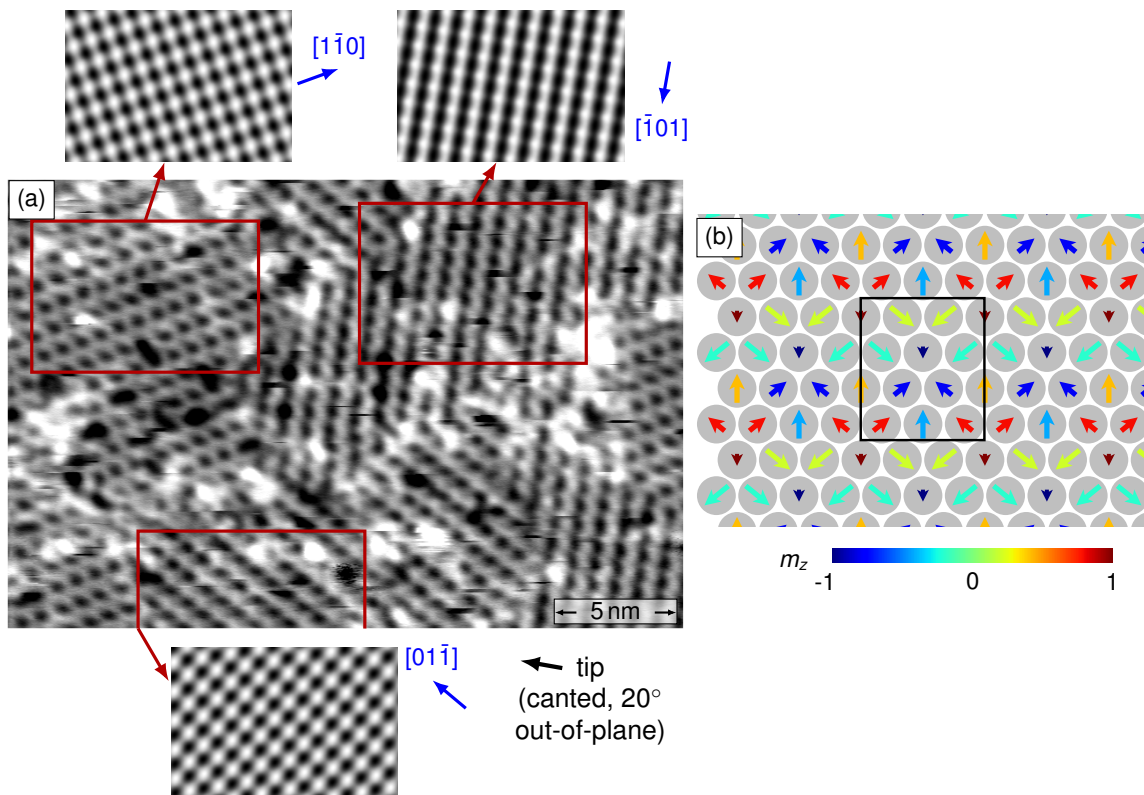 [11̄0]
[1̄01]
(a)
(b)
5 nm
m_z
-1
0
1
[011̄]
tip
(canted, 20°
out-of-plane)